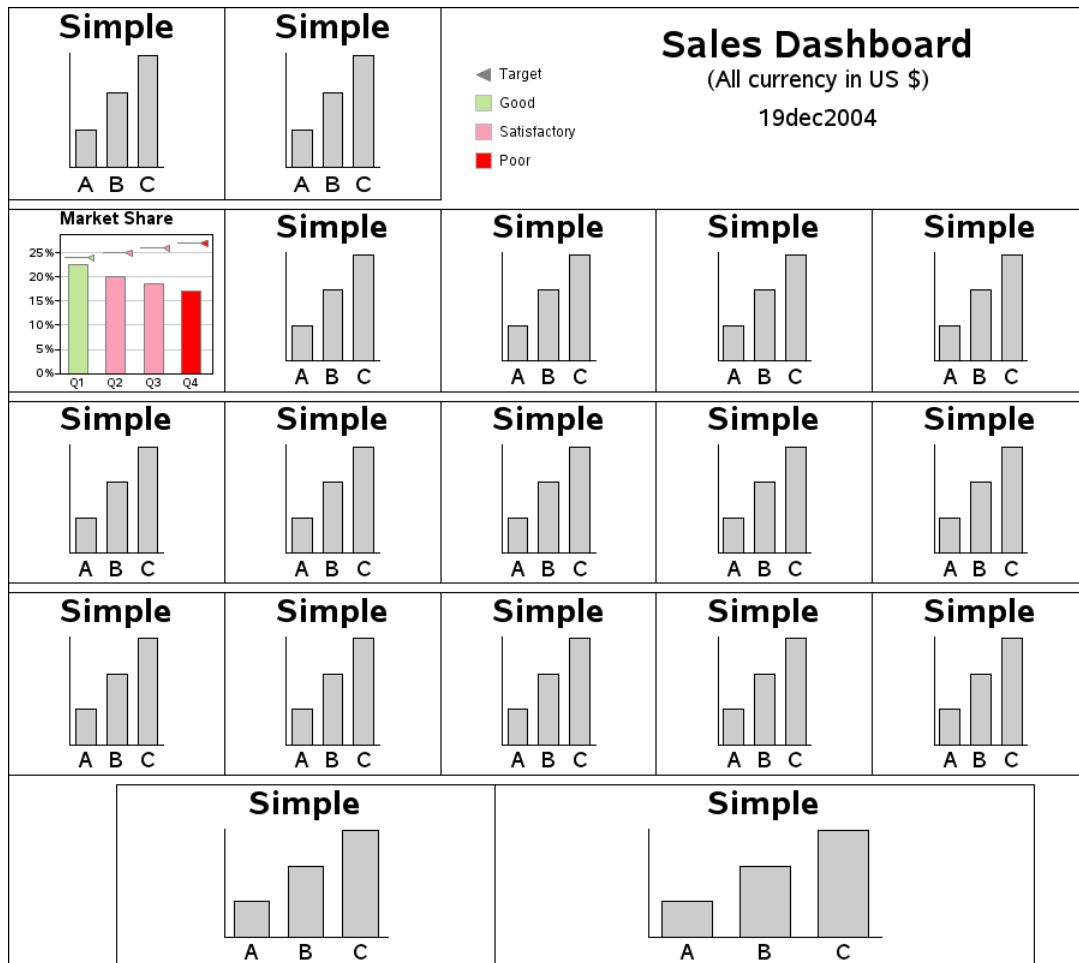 Simple
A B C
Simple
A B C
Target
Good
Satisfactory
Poor
Sales Dashboard
(All currency in US $)
19dec2004
Market Share
25%
20%
15%
10%
5%
0%
Q1 Q2 Q3 Q4
Simple
A B C
Simple
A B C
Simple
A B C
Simple
A B C
Simple
A B C
Simple
A B C
Simple
A B C
Simple
A B C
Simple
A B C
Simple
A B C
Simple
A B C
Simple
A B C
Simple
A B C
Simple
A B C
Simple
A B C
Simple
A B C